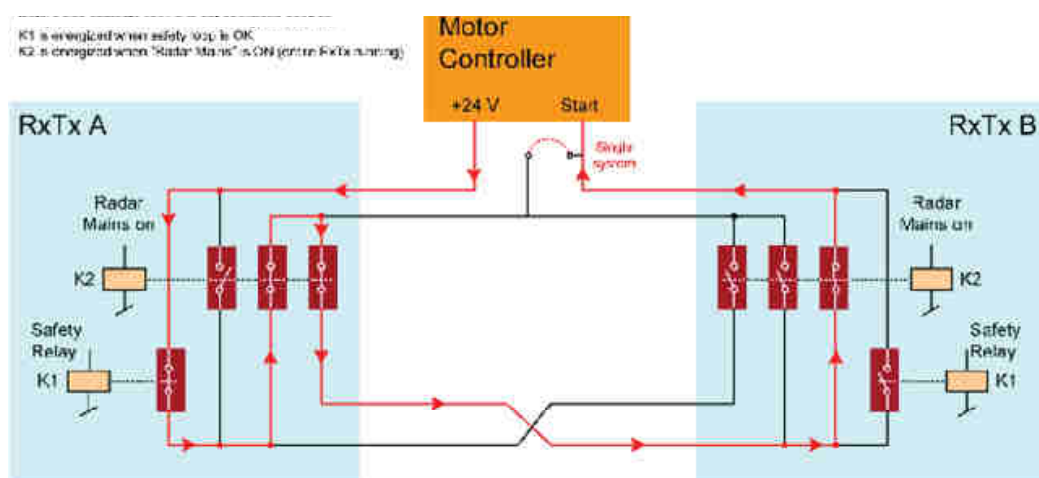 K1 is energized when safety loop is OK
K2 is energized when "Radar Mains" is ON (entire RxTx running)
Motor
Controller
+24 V
Start
RxTx A
RxTx B
Single
system
Radar
Mains on
K2
Safety
Relay
K1
Radar
Mains on
K2
Safety
Relay
K1